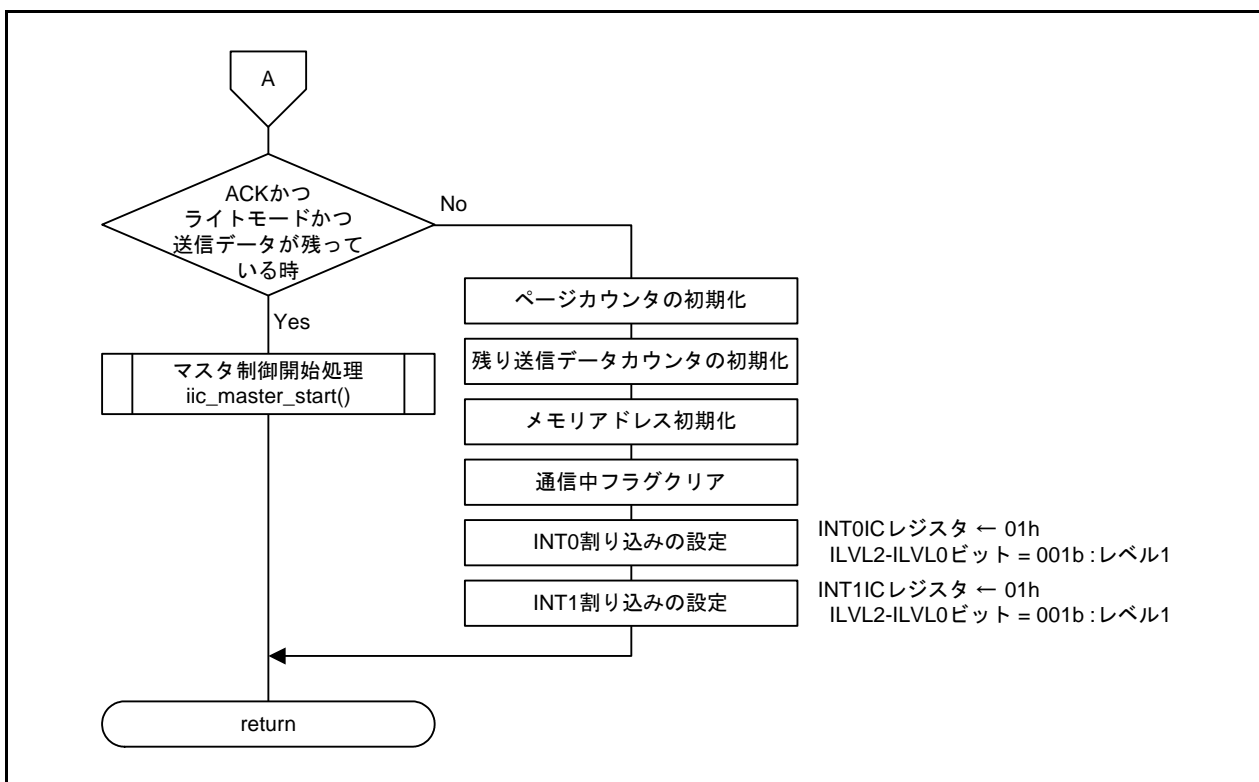 A
ACKかつ
ライトモードかつ
送信データが残って
いる時
No
Yes
マスタ制御開始処理
iic_master_start()
ページカウンタの初期化
残り送信データカウンタの初期化
メモリアドレス初期化
通信中フラグクリア
INT0割り込みの設定
INT0ICレジスタ ← 01h
ILVL2-ILVL0ビット = 001b : レベル1
INT1割り込みの設定
INT1ICレジスタ ← 01h
ILVL2-ILVL0ビット = 001b : レベル1
return